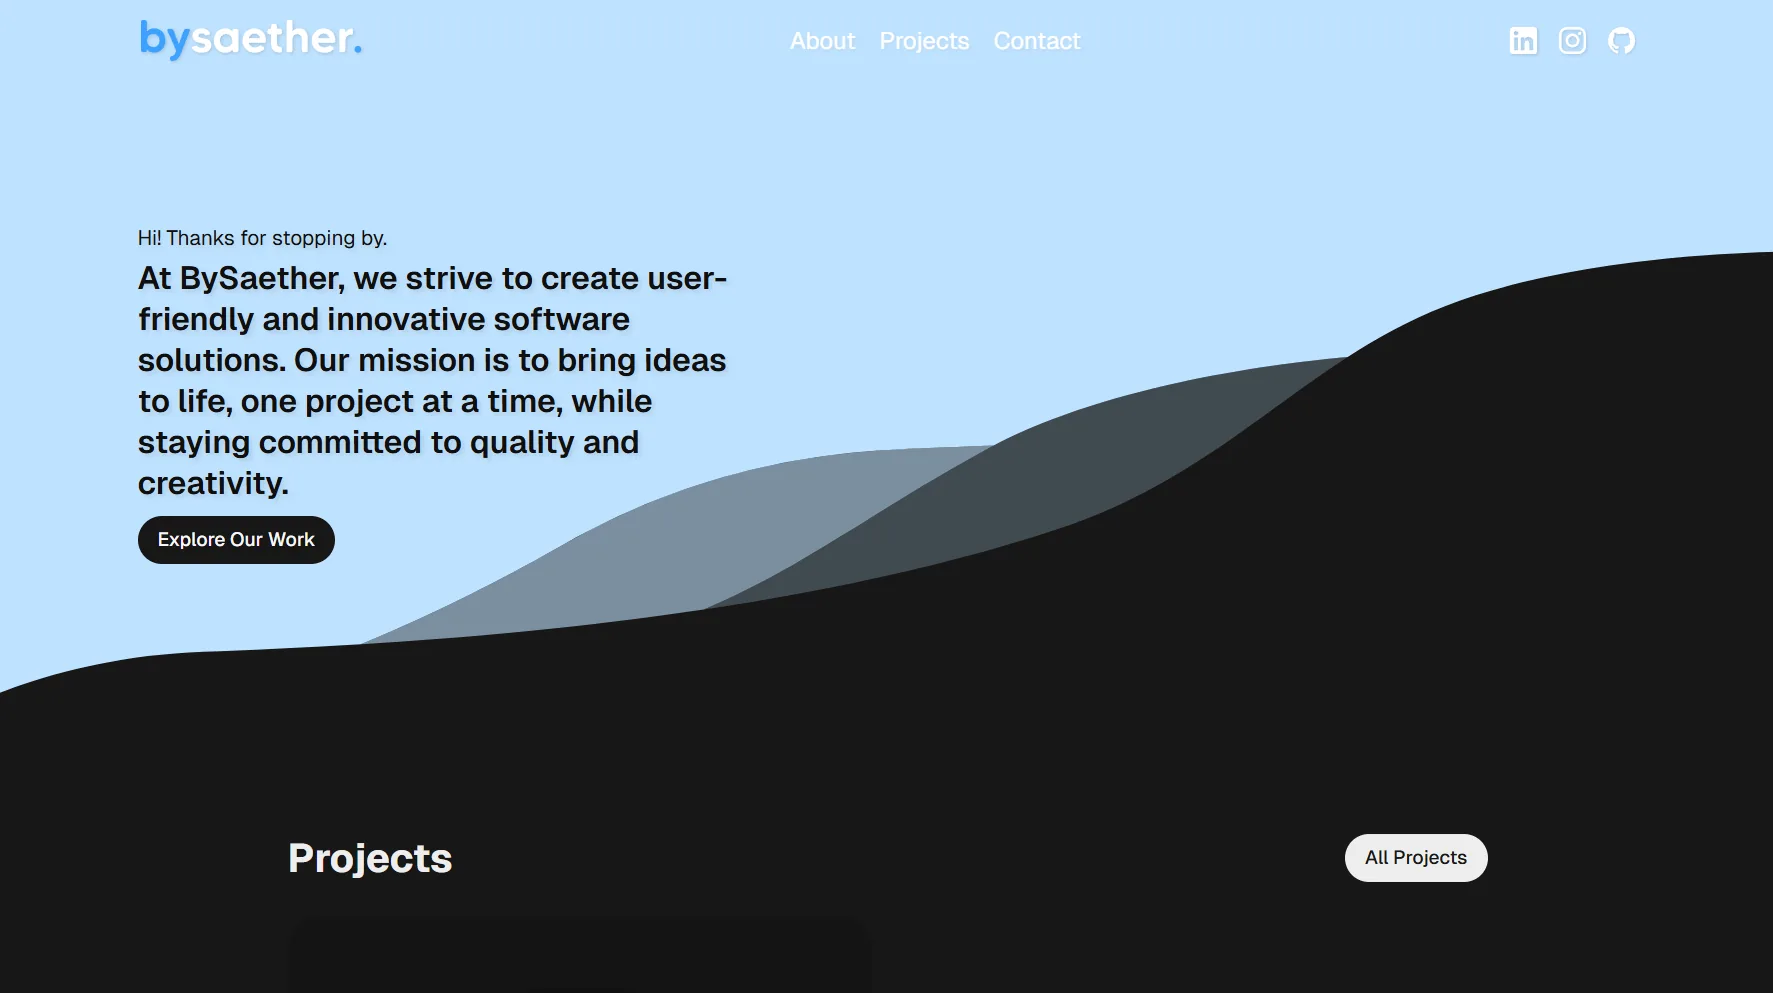 bysaether.
About Projects Contact
Hi! Thanks for stopping by.
At BySaether, we strive to create user-
friendly and innovative software
solutions. Our mission is to bring ideas
to life, one project at a time, while
staying committed to quality and
creativity.
Explore Our Work
Projects
All Projects